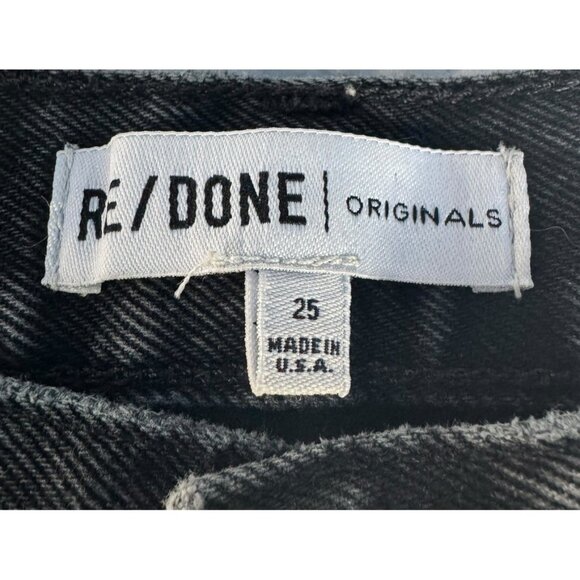 RE/DONE | ORIGINALS
25
MADE IN
U.S.A.